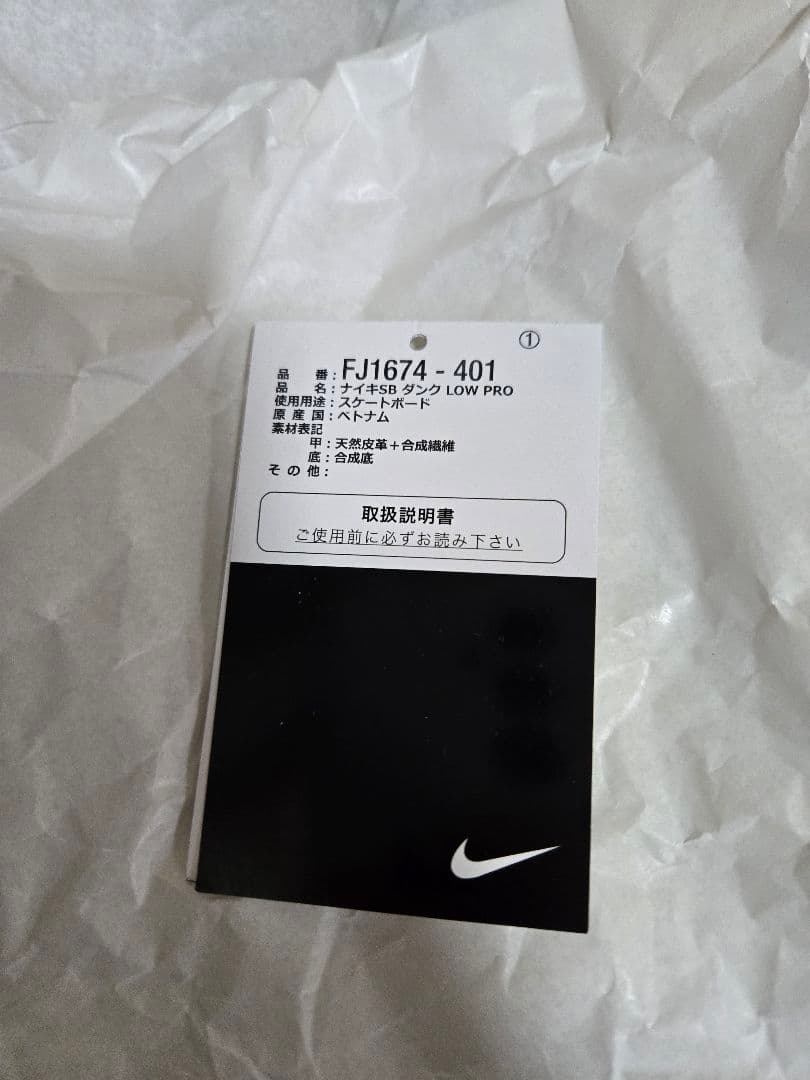 ①
品番：FJ1674 - 401
品名：ナイキSB ダンク LOW PRO
使用用途：スケートボード
原産国：ベトナム
素材表記
甲：天然皮革＋合成繊維
底：合成底
その他：
取扱説明書
ご使用前に必ずお読み下さい